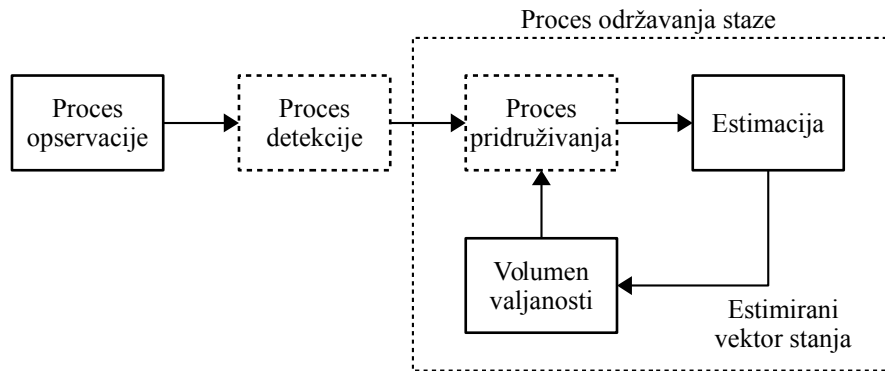 Proces održavanja staze
Proces
opservacije
Proces
detekcije
Proces
pridruživanja
Estimacija
Volumen
valjanosti
Estimirani
vektor stanja